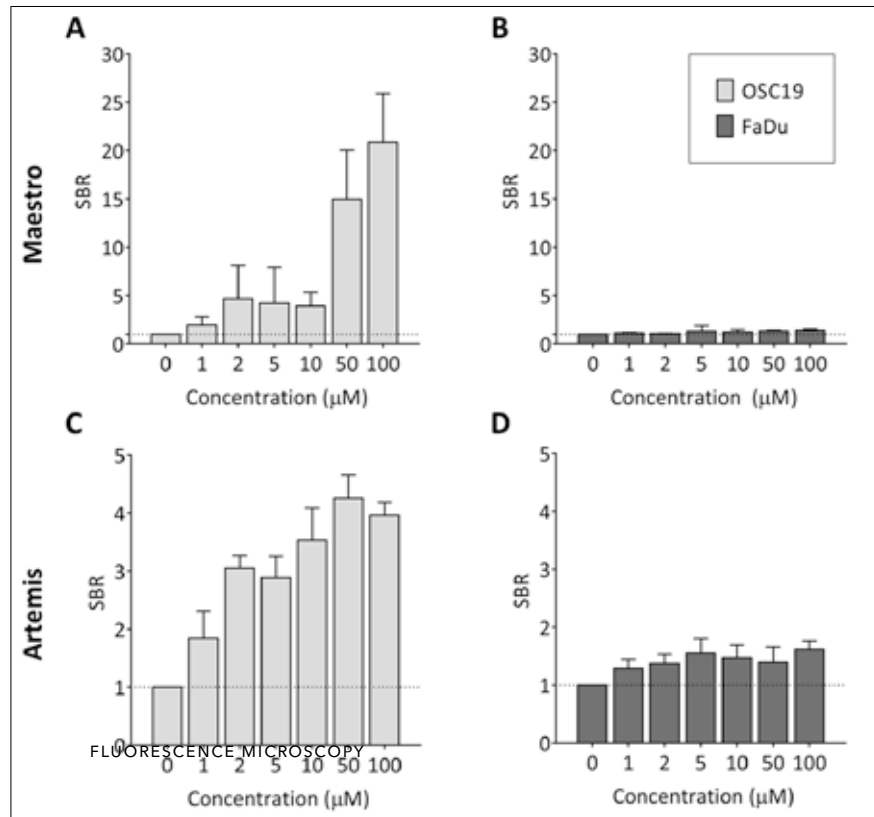 A
B
Maestro
SBR
30
25
20
15
10
5
0
0 1 2 5 10 50 100
Concentration (μM)
SBR
30
25
20
15
10
5
0
OSC19
FaDu
0 1 2 5 10 50 100
Concentration (μM)
C
D
Artemis
SBR
5
4
3
2
1
0
FLUORESCENCE MICROSCOPY
0 1 2 5 10 50 100
Concentration (μM)
SBR
5
4
3
2
1
0
0 1 2 5 10 50 100
Concentration (μM)